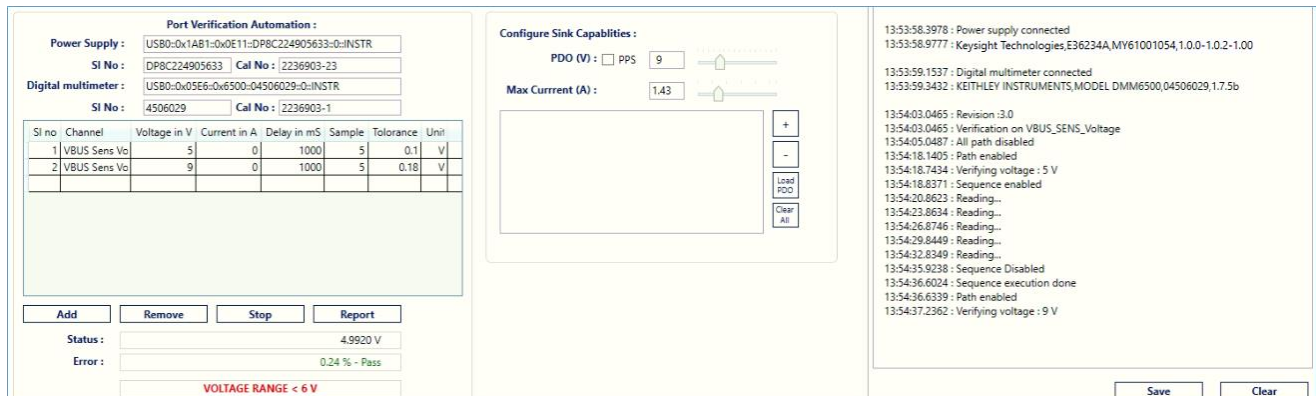 Port Verification Automation :
Power Supply : USB0::0x1AB1::0x0E11::DP8C224905633::0::INSTR
Sl No : DP8C224905633 Cal No : 2236903-23
Digital multimeter : USB0::0x05E6::0x6500::04506029::0::INSTR
Sl No : 4506029 Cal No : 2236903-1
Sl no Channel Voltage in V Current in A Delay in mS Sample Tolorance Unit
1 VBUS Sens Vo 5 0 1000 5 0.1 V
2 VBUS Sens Vo 9 0 1000 5 0.18 V
Add Remove Stop Report
Status : 4.9920 V
Error : 0.24 % - Pass
VOLTAGE RANGE < 6 V
Configure Sink Capablities :
PDO (V) : PPS 9
Max Currrent (A) : 1.43
+
-
Load
PDO
Clear
All
13:53:58.3978 : Power supply connected
13:53:58.9777 : Keysight Technologies,E36234A,MY61001054,1.0.0-1.0.2-1.00
13:53:59.1537 : Digital multimeter connected
13:53:59.3432 : KEITHLEY INSTRUMENTS,MODEL DMM6500,04506029,1.7.5b
13:54:03.0465 : Revision :3.0
13:54:03.0465 : Verification on VBUS_SENS_Voltage
13:54:05.0487 : All path disabled
13:54:18.1405 : Path enabled
13:54:18.7434 : Verifying voltage : 5 V
13:54:18.8371 : Sequence enabled
13:54:20.8623 : Reading...
13:54:23.8634 : Reading...
13:54:26.8746 : Reading...
13:54:29.8449 : Reading...
13:54:32.8349 : Reading...
13:54:35.9238 : Sequence Disabled
13:54:36.6024 : Sequence execution done
13:54:36.6339 : Path enabled
13:54:37.2362 : Verifying voltage : 9 V
Save Clear